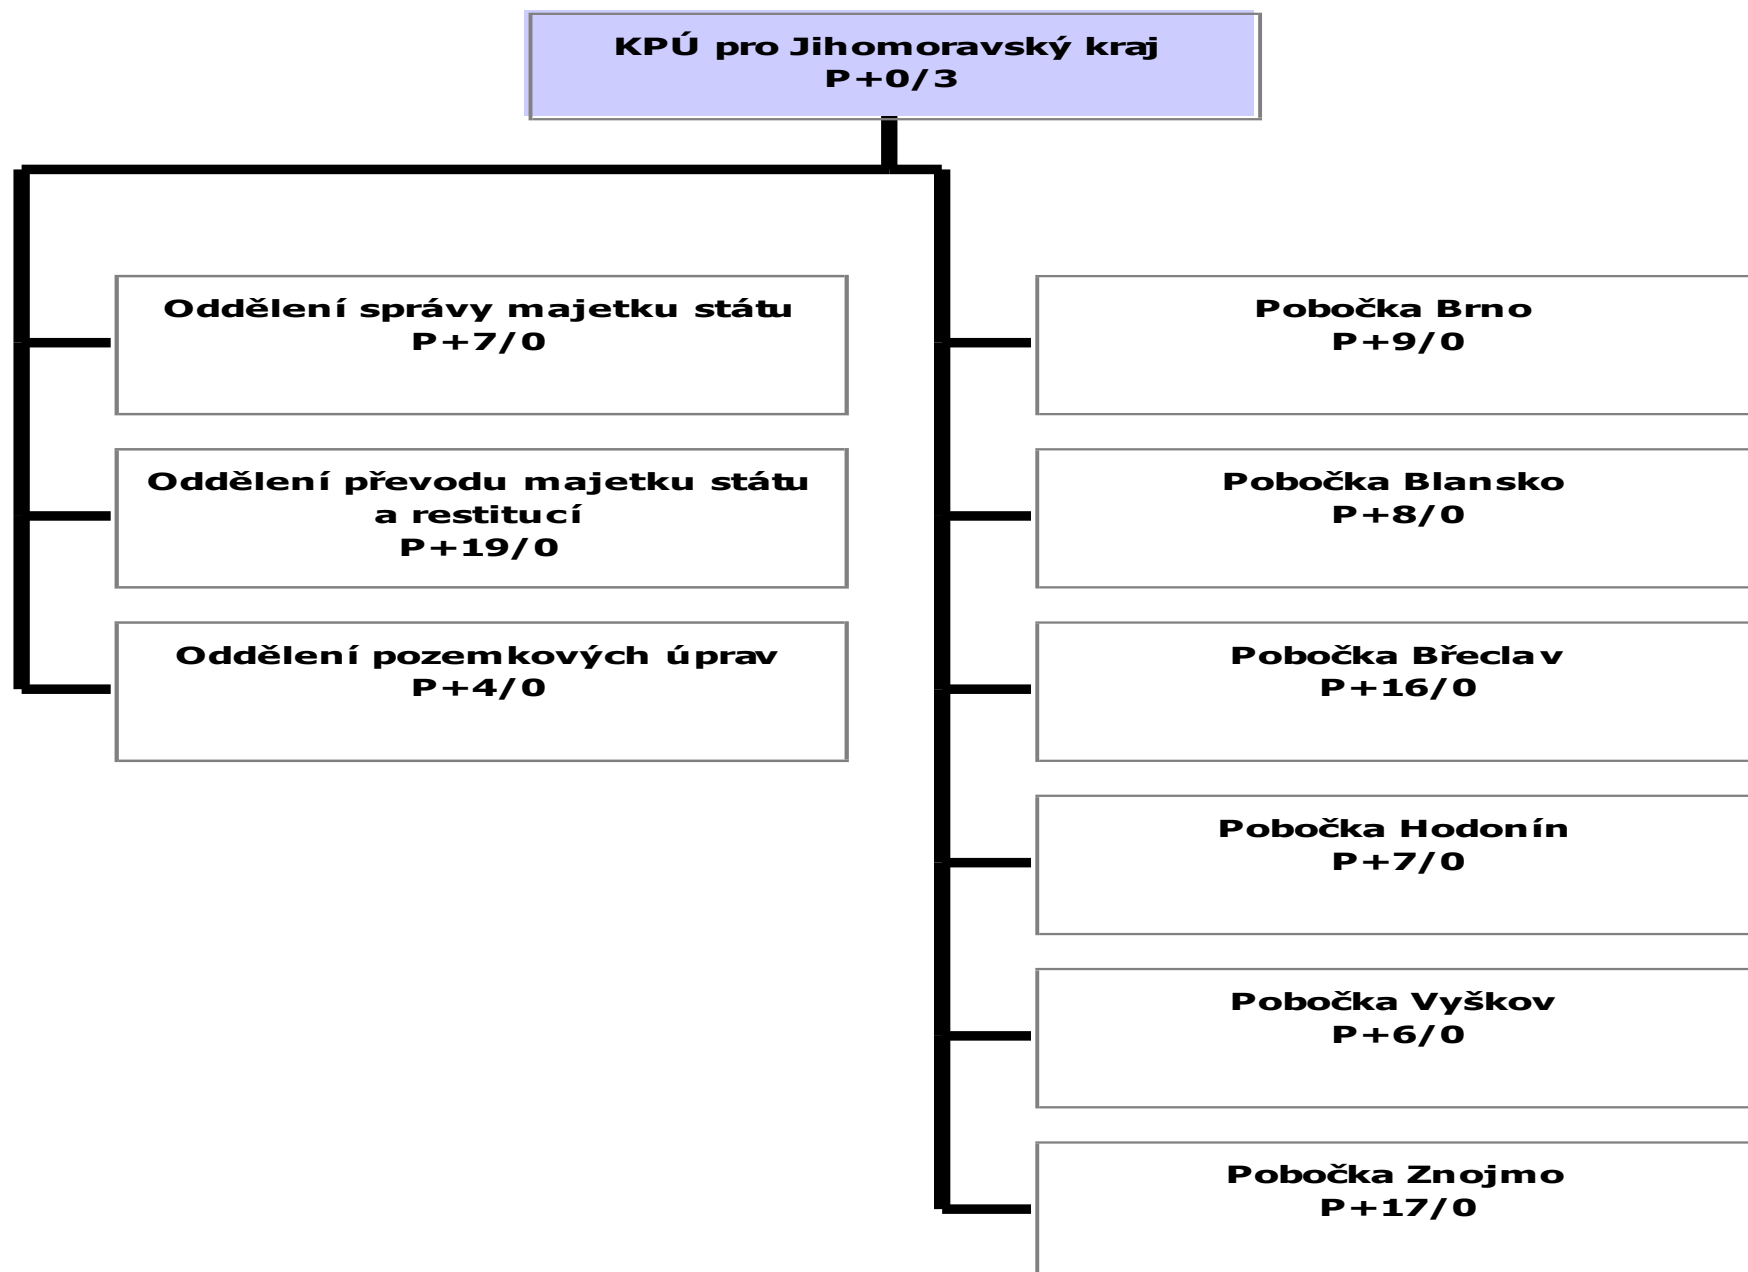 KPÚ pro Jihomoravský kraj
P+0/3
Oddělení správy majetku státu
P+7/0
Oddělení převodu majetku státu
a restitucí
P+19/0
Oddělení pozemkových úprav
P+4/0
Pobočka Brno
P+9/0
Pobočka Blansko
P+8/0
Pobočka Břeclav
P+16/0
Pobočka Hodonín
P+7/0
Pobočka Vyškov
P+6/0
Pobočka Znojmo
P+17/0